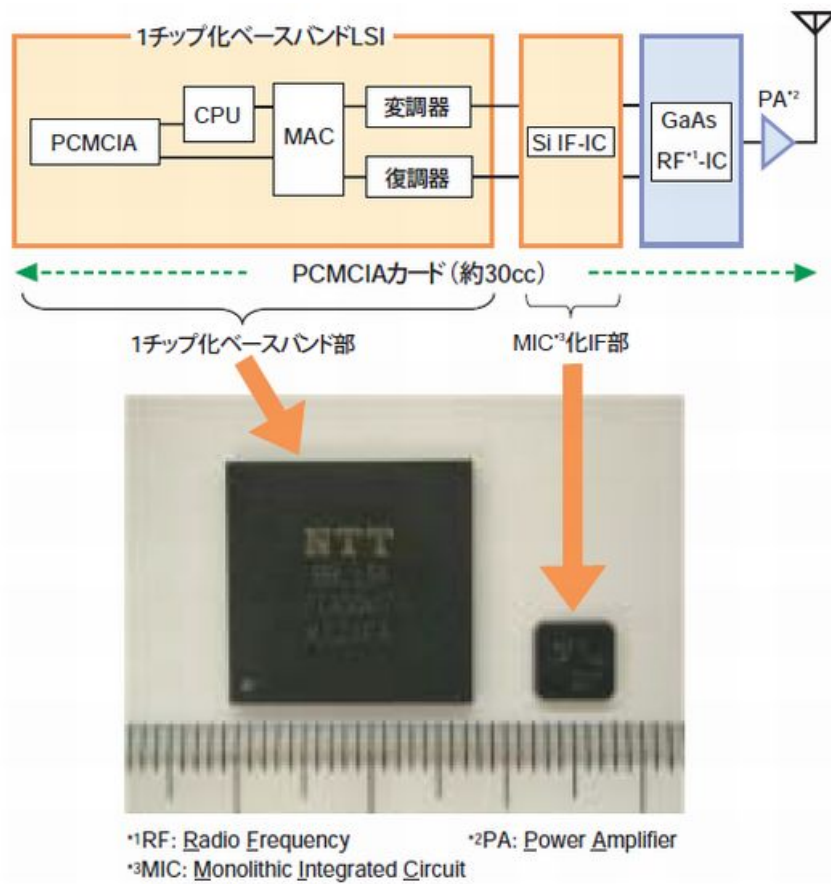 1チップ化ベースバンドLSI
PCMCIA
CPU
MAC
変調器
復調器
Si IF-IC
GaAs
RF*1-IC
PA*2
PCMCIAカード（約30cc）
1チップ化ベースバンド部
MIC*3化IF部
NTT
*1RF: Radio Frequency
*2PA: Power Amplifier
*3MIC: Monolithic Integrated Circuit